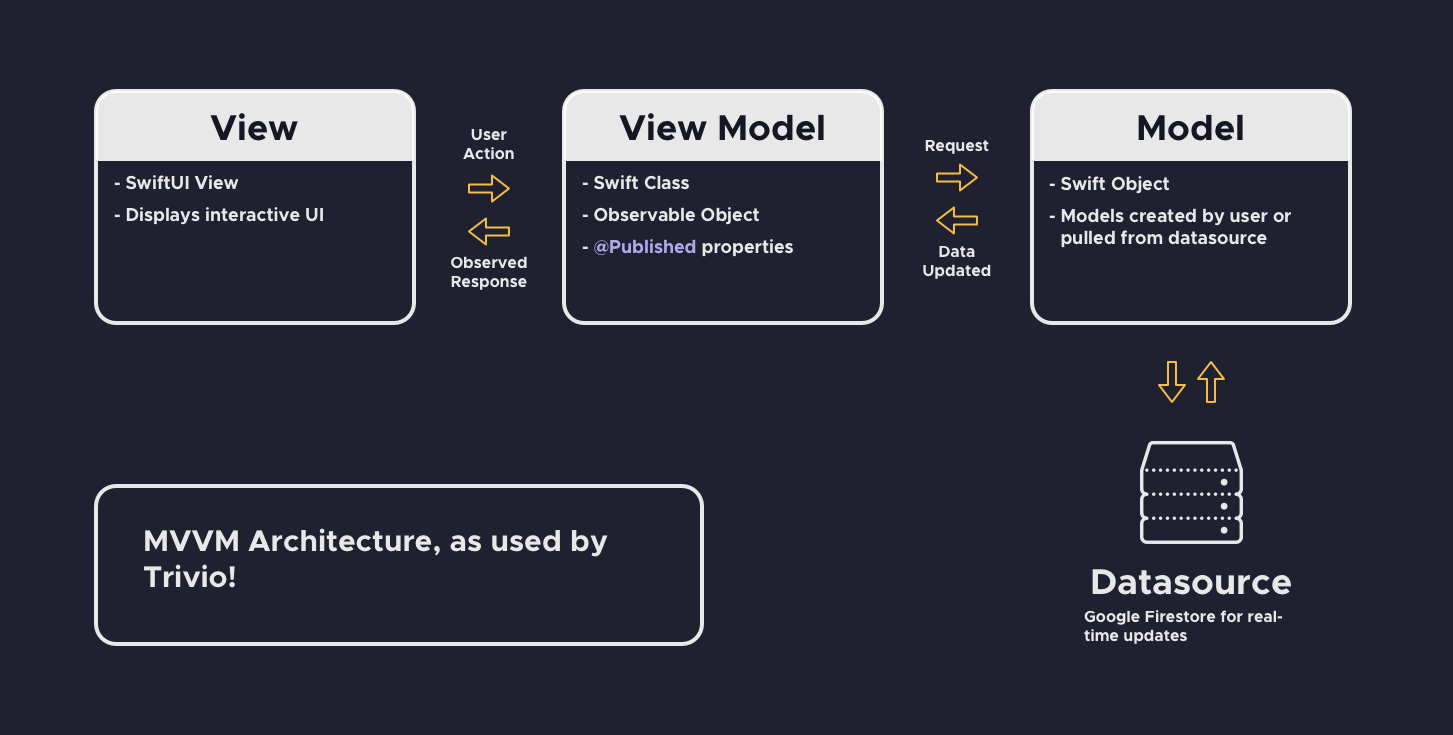 View
- SwiftUI View
- Displays interactive UI
User
Action
Observed
Response
View Model
- Swift Class
- Observable Object
- @Published properties
Request
Data
Updated
Model
- Swift Object
- Models created by user or
pulled from datasource
MVVM Architecture, as used by
Trivio!
Datasource
Google Firestore for real-
time updates